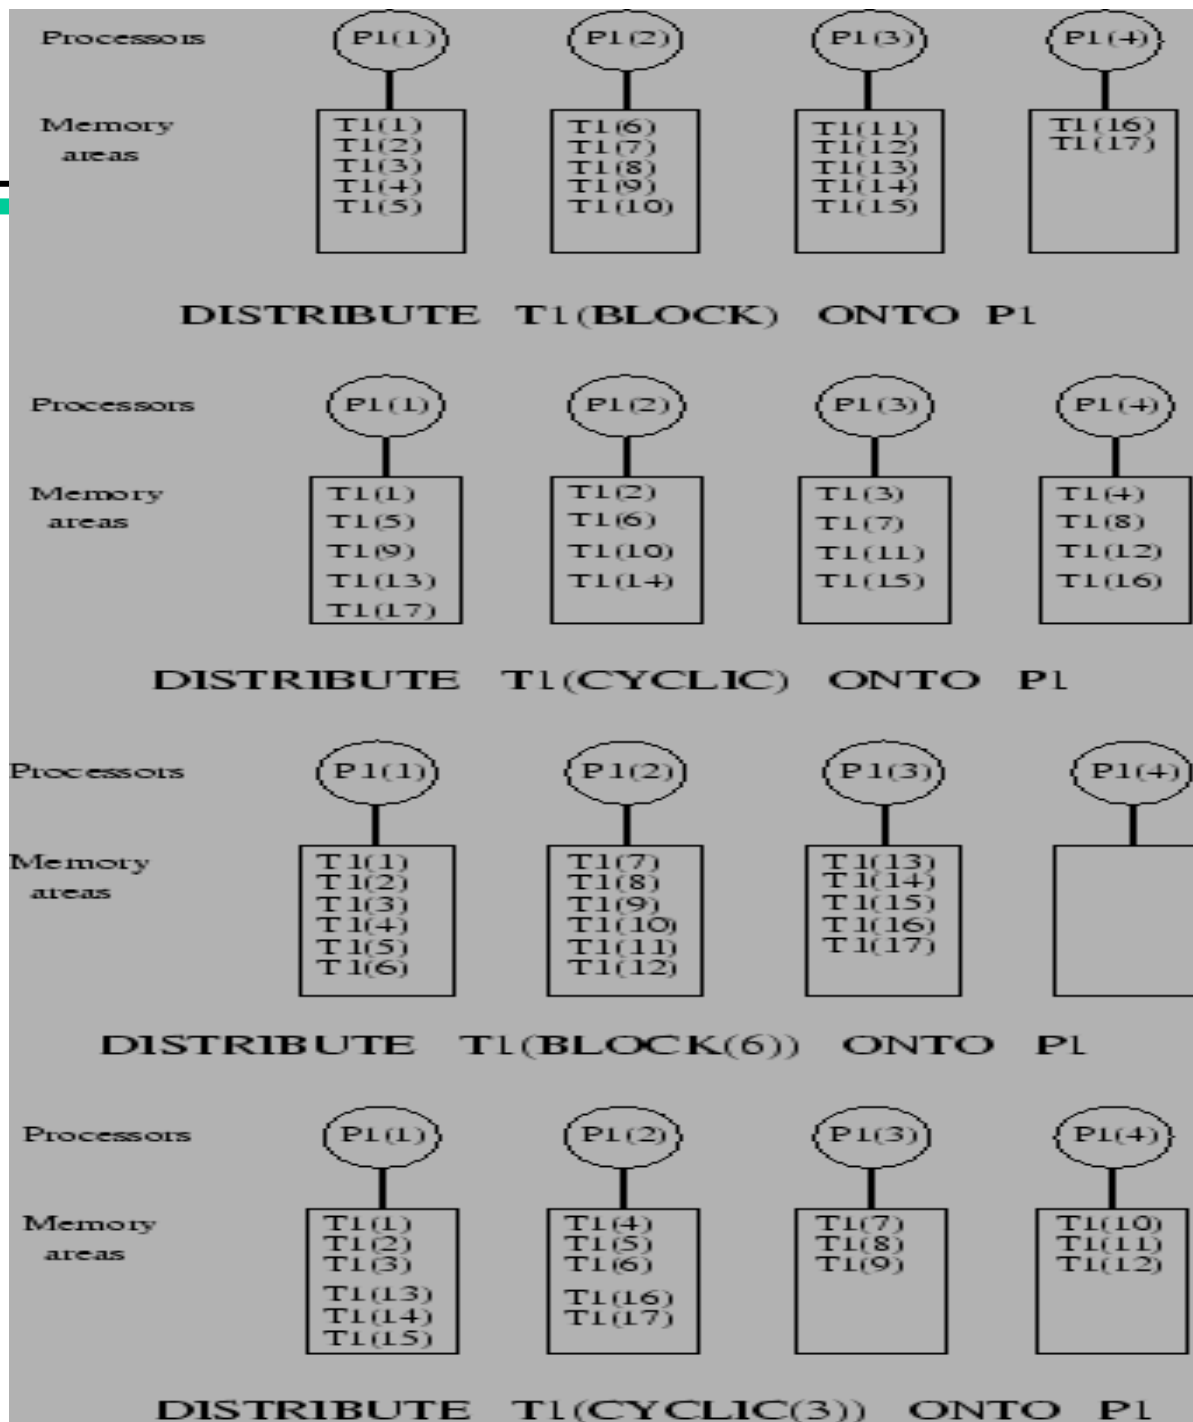 Processors P1(1) P1(2) P1(3) P1(4)
Memory T1(1) T1(6) T1(11) T1(16)
areas T1(2) T1(7) T1(12) T1(17)
T1(3) T1(8) T1(13)
T1(4) T1(9) T1(14)
T1(5) T1(10) T1(15)
DISTRIBUTE T1(BLOCK) ONTO P1
Processors P1(1) P1(2) P1(3) P1(4)
Memory T1(1) T1(2) T1(3) T1(4)
areas T1(5) T1(6) T1(7) T1(8)
T1(9) T1(10) T1(11) T1(12)
T1(13) T1(14) T1(15) T1(16)
T1(17)
DISTRIBUTE T1(CYCLIC) ONTO P1
Processors P1(1) P1(2) P1(3) P1(4)
Memory T1(1) T1(7) T1(13)
areas T1(2) T1(8) T1(14)
T1(3) T1(9) T1(15)
T1(4) T1(10) T1(16)
T1(5) T1(11) T1(17)
T1(6) T1(12)
DISTRIBUTE T1(BLOCK(6)) ONTO P1
Processors P1(1) P1(2) P1(3) P1(4)
Memory T1(1) T1(4) T1(7) T1(10)
areas T1(2) T1(5) T1(8) T1(11)
T1(3) T1(6) T1(9) T1(12)
T1(13) T1(16)
T1(14) T1(17)
T1(15)
DISTRIBUTE T1(CYCLIC(3)) ONTO P1